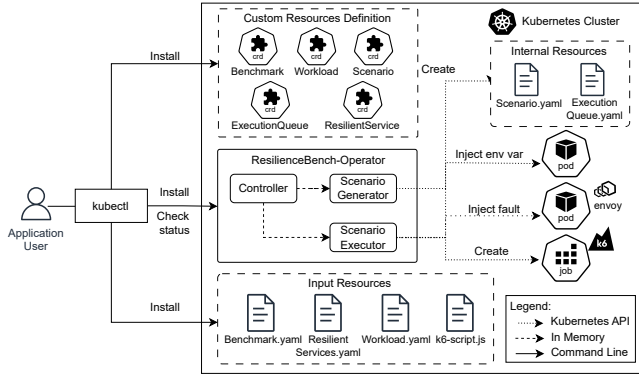 Custom Resources Definition
Kubernetes Cluster
crd
crd
crd
Benchmark
Workload
Scenario
crd
crd
ExecutionQueue
ResilientService
Internal Resources
Scenario.yaml
Execution
Queue.yaml
Install
Create
ResilienceBench-Operator
Controller
Scenario
Generator
Scenario
Executor
Inject env var
pod
Inject fault
pod
envoy
Create
job
k6
Application
User
kubectl
Install
Check
status
Install
Input Resources
Benchmark.yaml
Resilient
Services.yaml
Workload.yaml
k6-script.js
Legend:
Kubernetes API
In Memory
Command Line